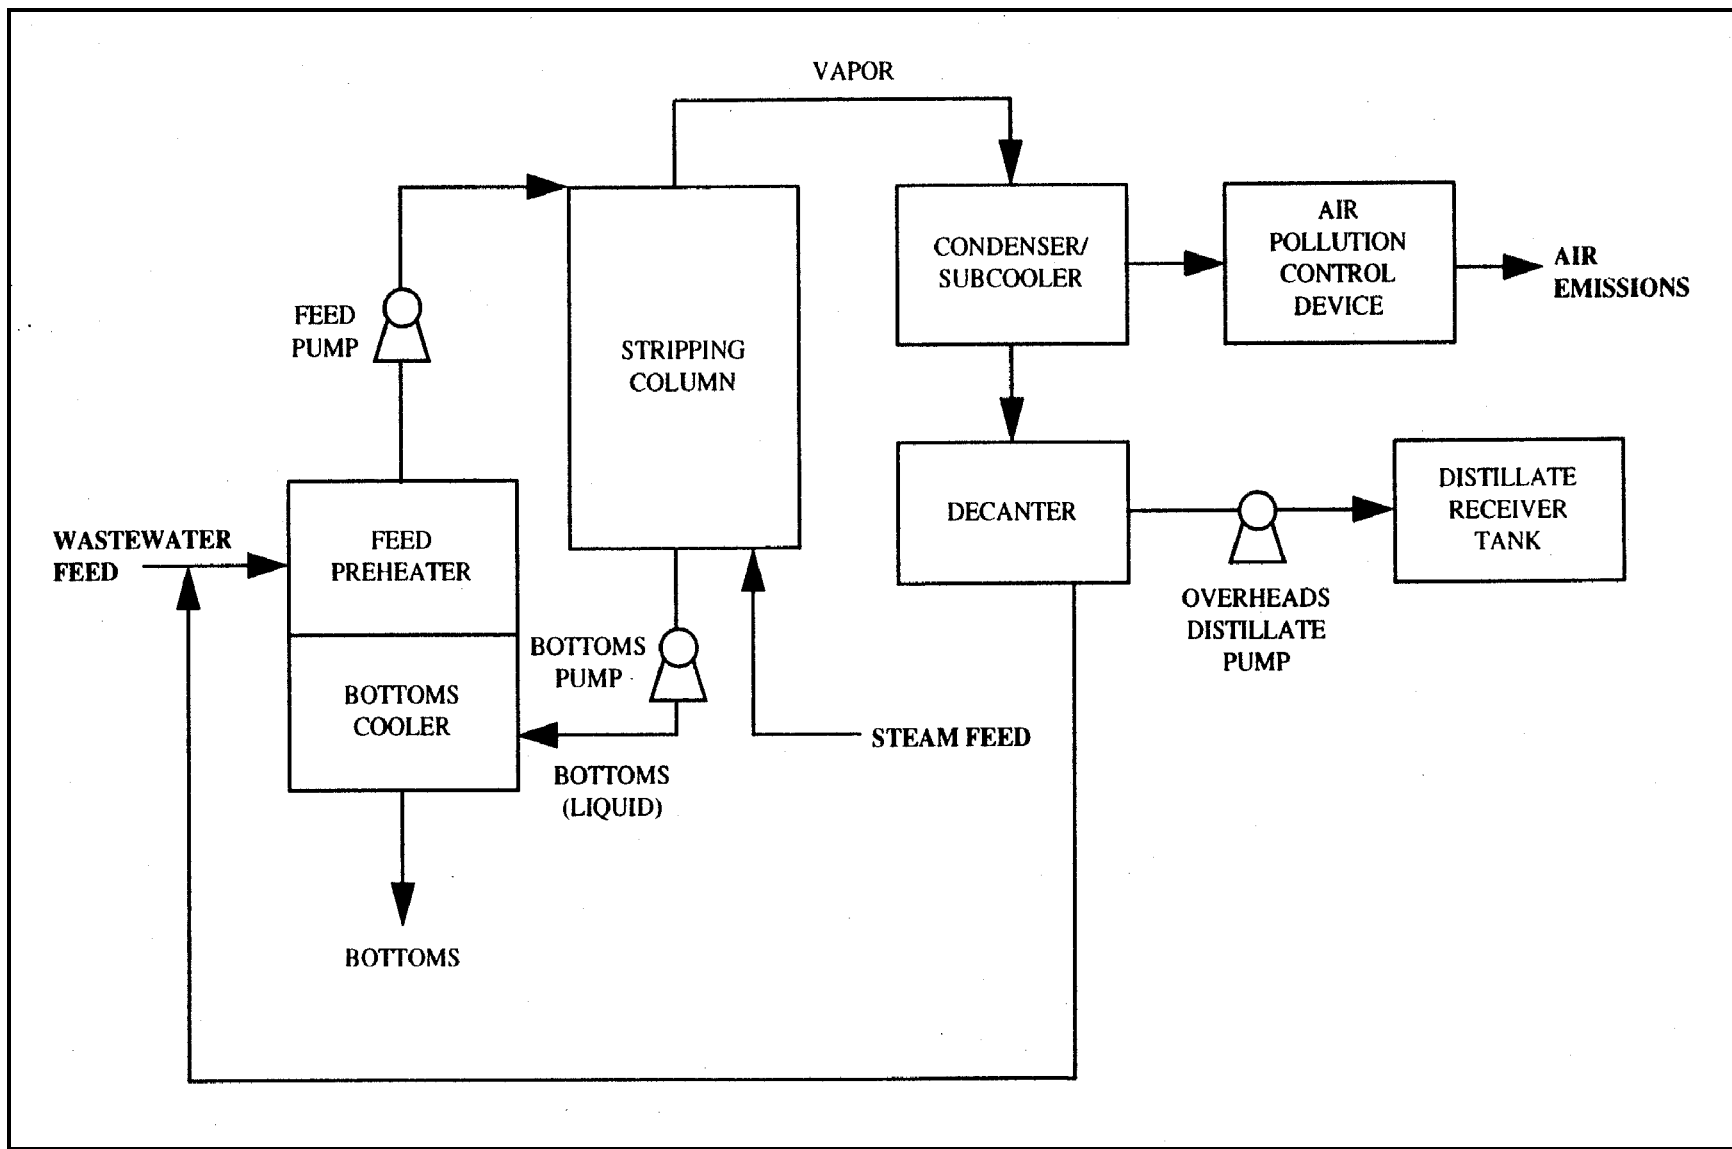 VAPOR
CONDENSER/
SUBCOOLER
AIR
POLLUTION
CONTROL
DEVICE
AIR
EMISSIONS
FEED
PUMP
STRIPPING
COLUMN
DECANTER
DISTILLATE
RECEIVER
TANK
WASTEWATER
FEED
FEED
PREHEATER
OVERHEADS
DISTILLATE
PUMP
BOTTOMS
PUMP
BOTTOMS
COOLER
STEAM FEED
BOTTOMS
(LIQUID)
BOTTOMS